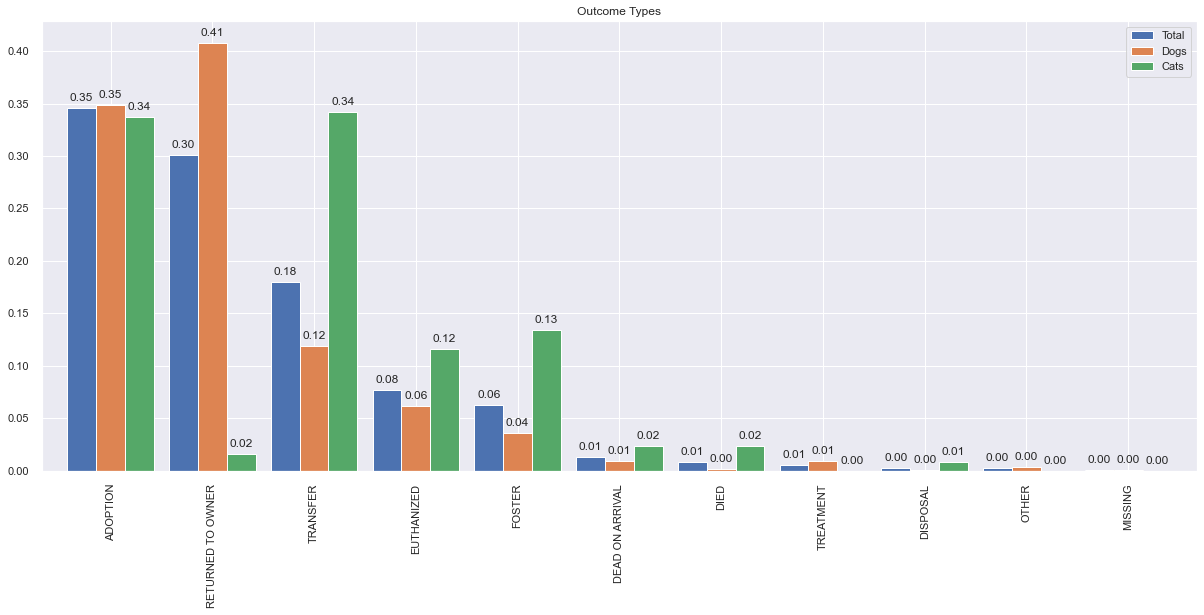 Outcome Types
Total
Dogs
Cats
0.40
0.35
0.30
0.25
0.20
0.15
0.10
0.05
0.00
0.35 0.35 0.34
0.30 0.41 0.02
0.18 0.12 0.34
0.08 0.06 0.12
0.06 0.04 0.13
0.01 0.01 0.02
0.01 0.00 0.02
0.01 0.01 0.00
0.00 0.00 0.01
0.00 0.00 0.00
0.00 0.00 0.00
ADOPTION
RETURNED TO OWNER
TRANSFER
EUTHANIZED
FOSTER
DEAD ON ARRIVAL
DIED
TREATMENT
DISPOSAL
OTHER
MISSING